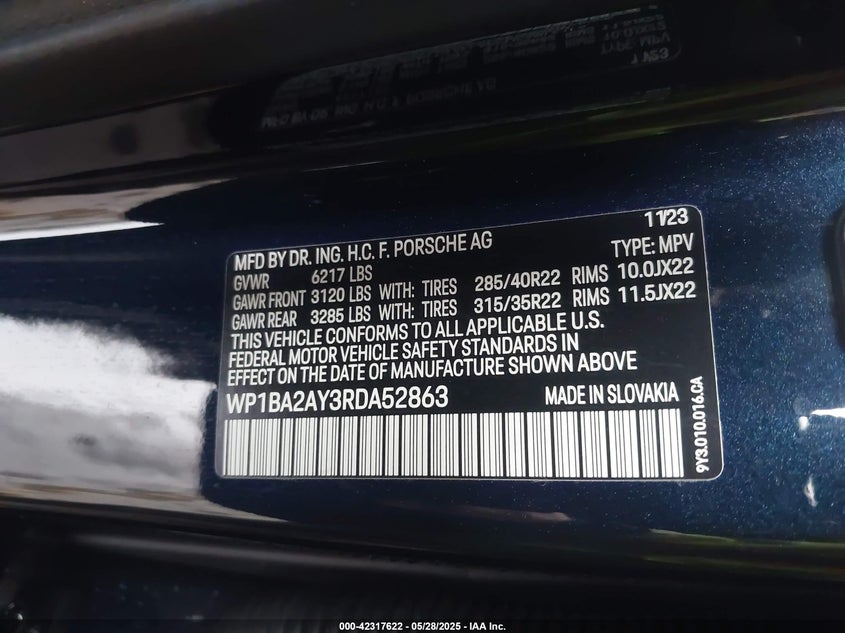 11/23
MFD BY DR. ING. H.C. F. PORSCHE AG TYPE: MPV
GVWR 6217 LBS
GAWR FRONT 3120 LBS WITH: TIRES 285/40R22 RIMS 10.0JX22
GAWR REAR 3285 LBS WITH: TIRES 315/35R22 RIMS 11.5JX22
THIS VEHICLE CONFORMS TO ALL APPLICABLE U.S.
FEDERAL MOTOR VEHICLE SAFETY STANDARDS IN
EFFECT ON THE DATE OF MANUFACTURE SHOWN ABOVE
WP1BA2AY3RDA52863 MADE IN SLOVAKIA
9Y3.010.016.CA
000-42317622 - 05/28/2025 - IAA Inc.